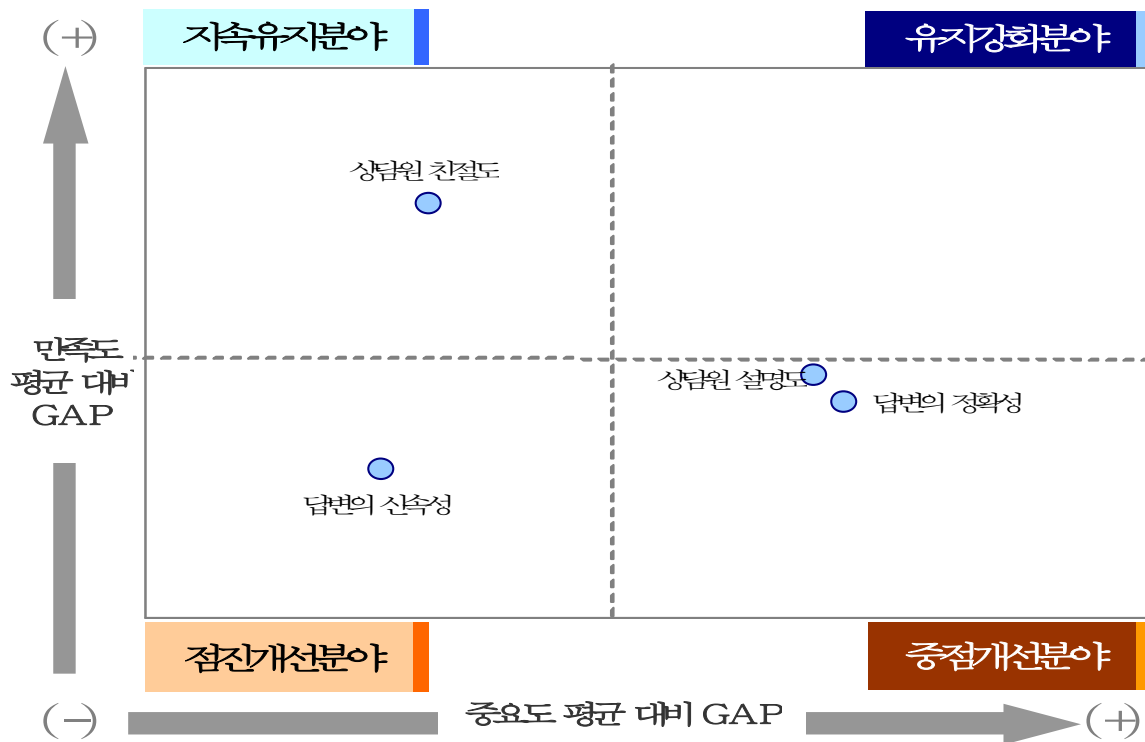 (+)
지속유지분야
유지강화분야
상담원 친절도
만족도
평균 대비
GAP
상담원 설명도
답변의 정확성
답변의 신속성
점진개선분야
중점개선분야
(-)
중요도 평균 대비 GAP
(+)